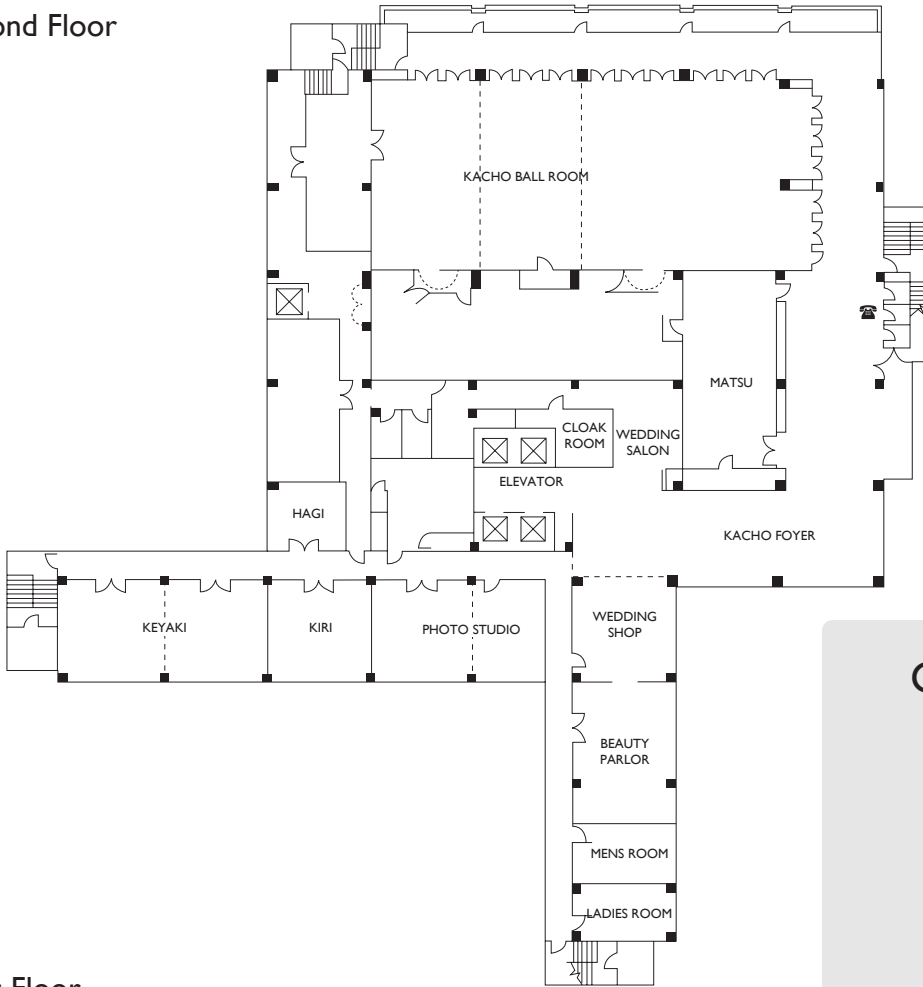 ond Floor
KACHO BALL ROOM
MATSU
CLOAK
ROOM
WEDDING
SALON
ELEVATOR
HAGI
KACHO FOYER
KEYAKI
KIRI
PHOTO STUDIO
WEDDING
SHOP
BEAUTY
PARLOR
MENS ROOM
LADIES ROOM
Floor